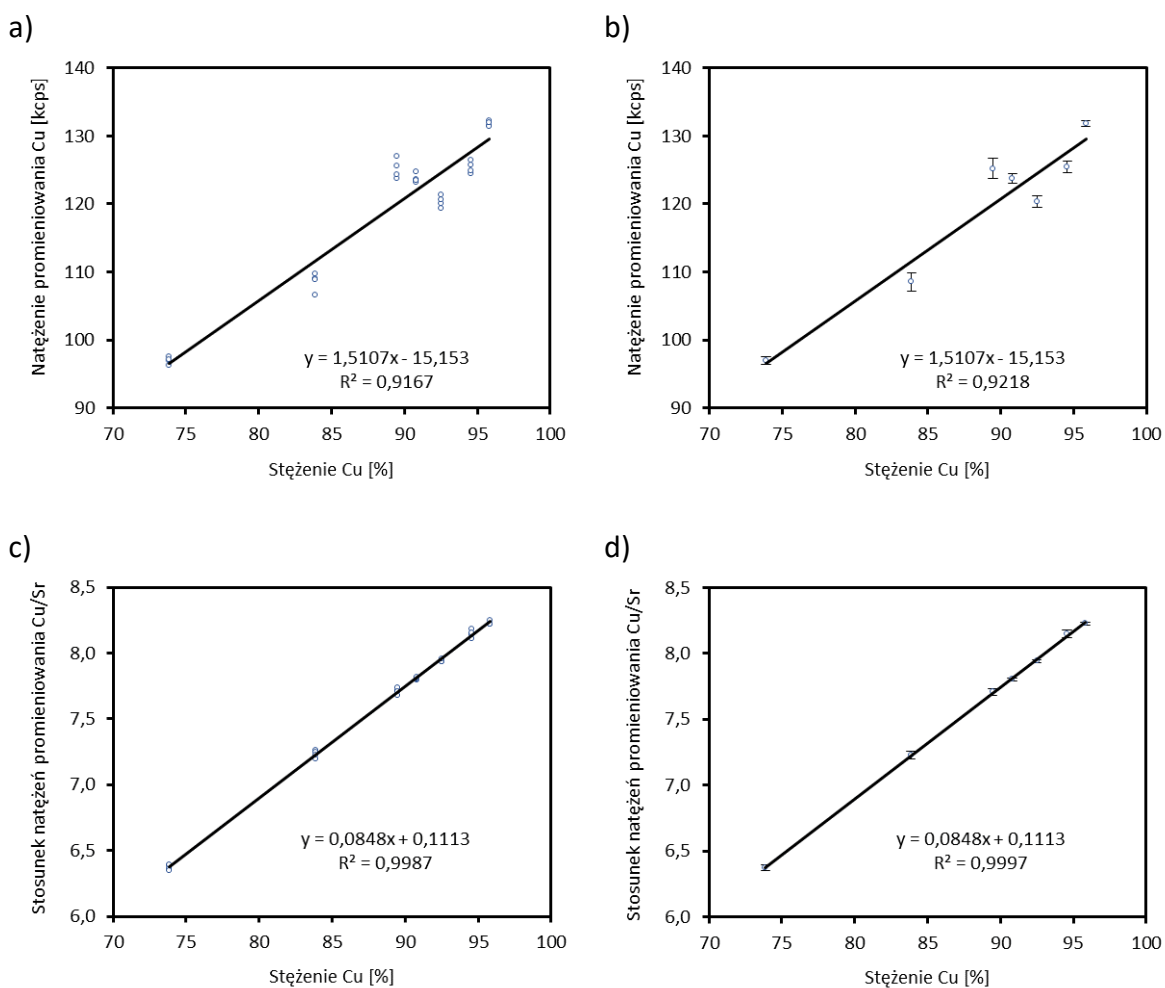 a)
Natężenie promieniowania Cu [kcps]
140
130
120
110
100
90
y = 1,5107x - 15,153
R² = 0,9167
70 75 80 85 90 95 100
Stężenie Cu [%]
b)
Natężenie promieniowania Cu [kcps]
140
130
120
110
100
90
y = 1,5107x - 15,153
R² = 0,9218
70 75 80 85 90 95 100
Stężenie Cu [%]
c)
Stosunek natężeń promieniowania Cu/Sr
8,5
8,0
7,5
7,0
6,5
6,0
y = 0,0848x + 0,1113
R² = 0,9987
70 75 80 85 90 95 100
Stężenie Cu [%]
d)
Stosunek natężeń promieniowania Cu/Sr
8,5
8,0
7,5
7,0
6,5
6,0
y = 0,0848x + 0,1113
R² = 0,9997
70 75 80 85 90 95 100
Stężenie Cu [%]